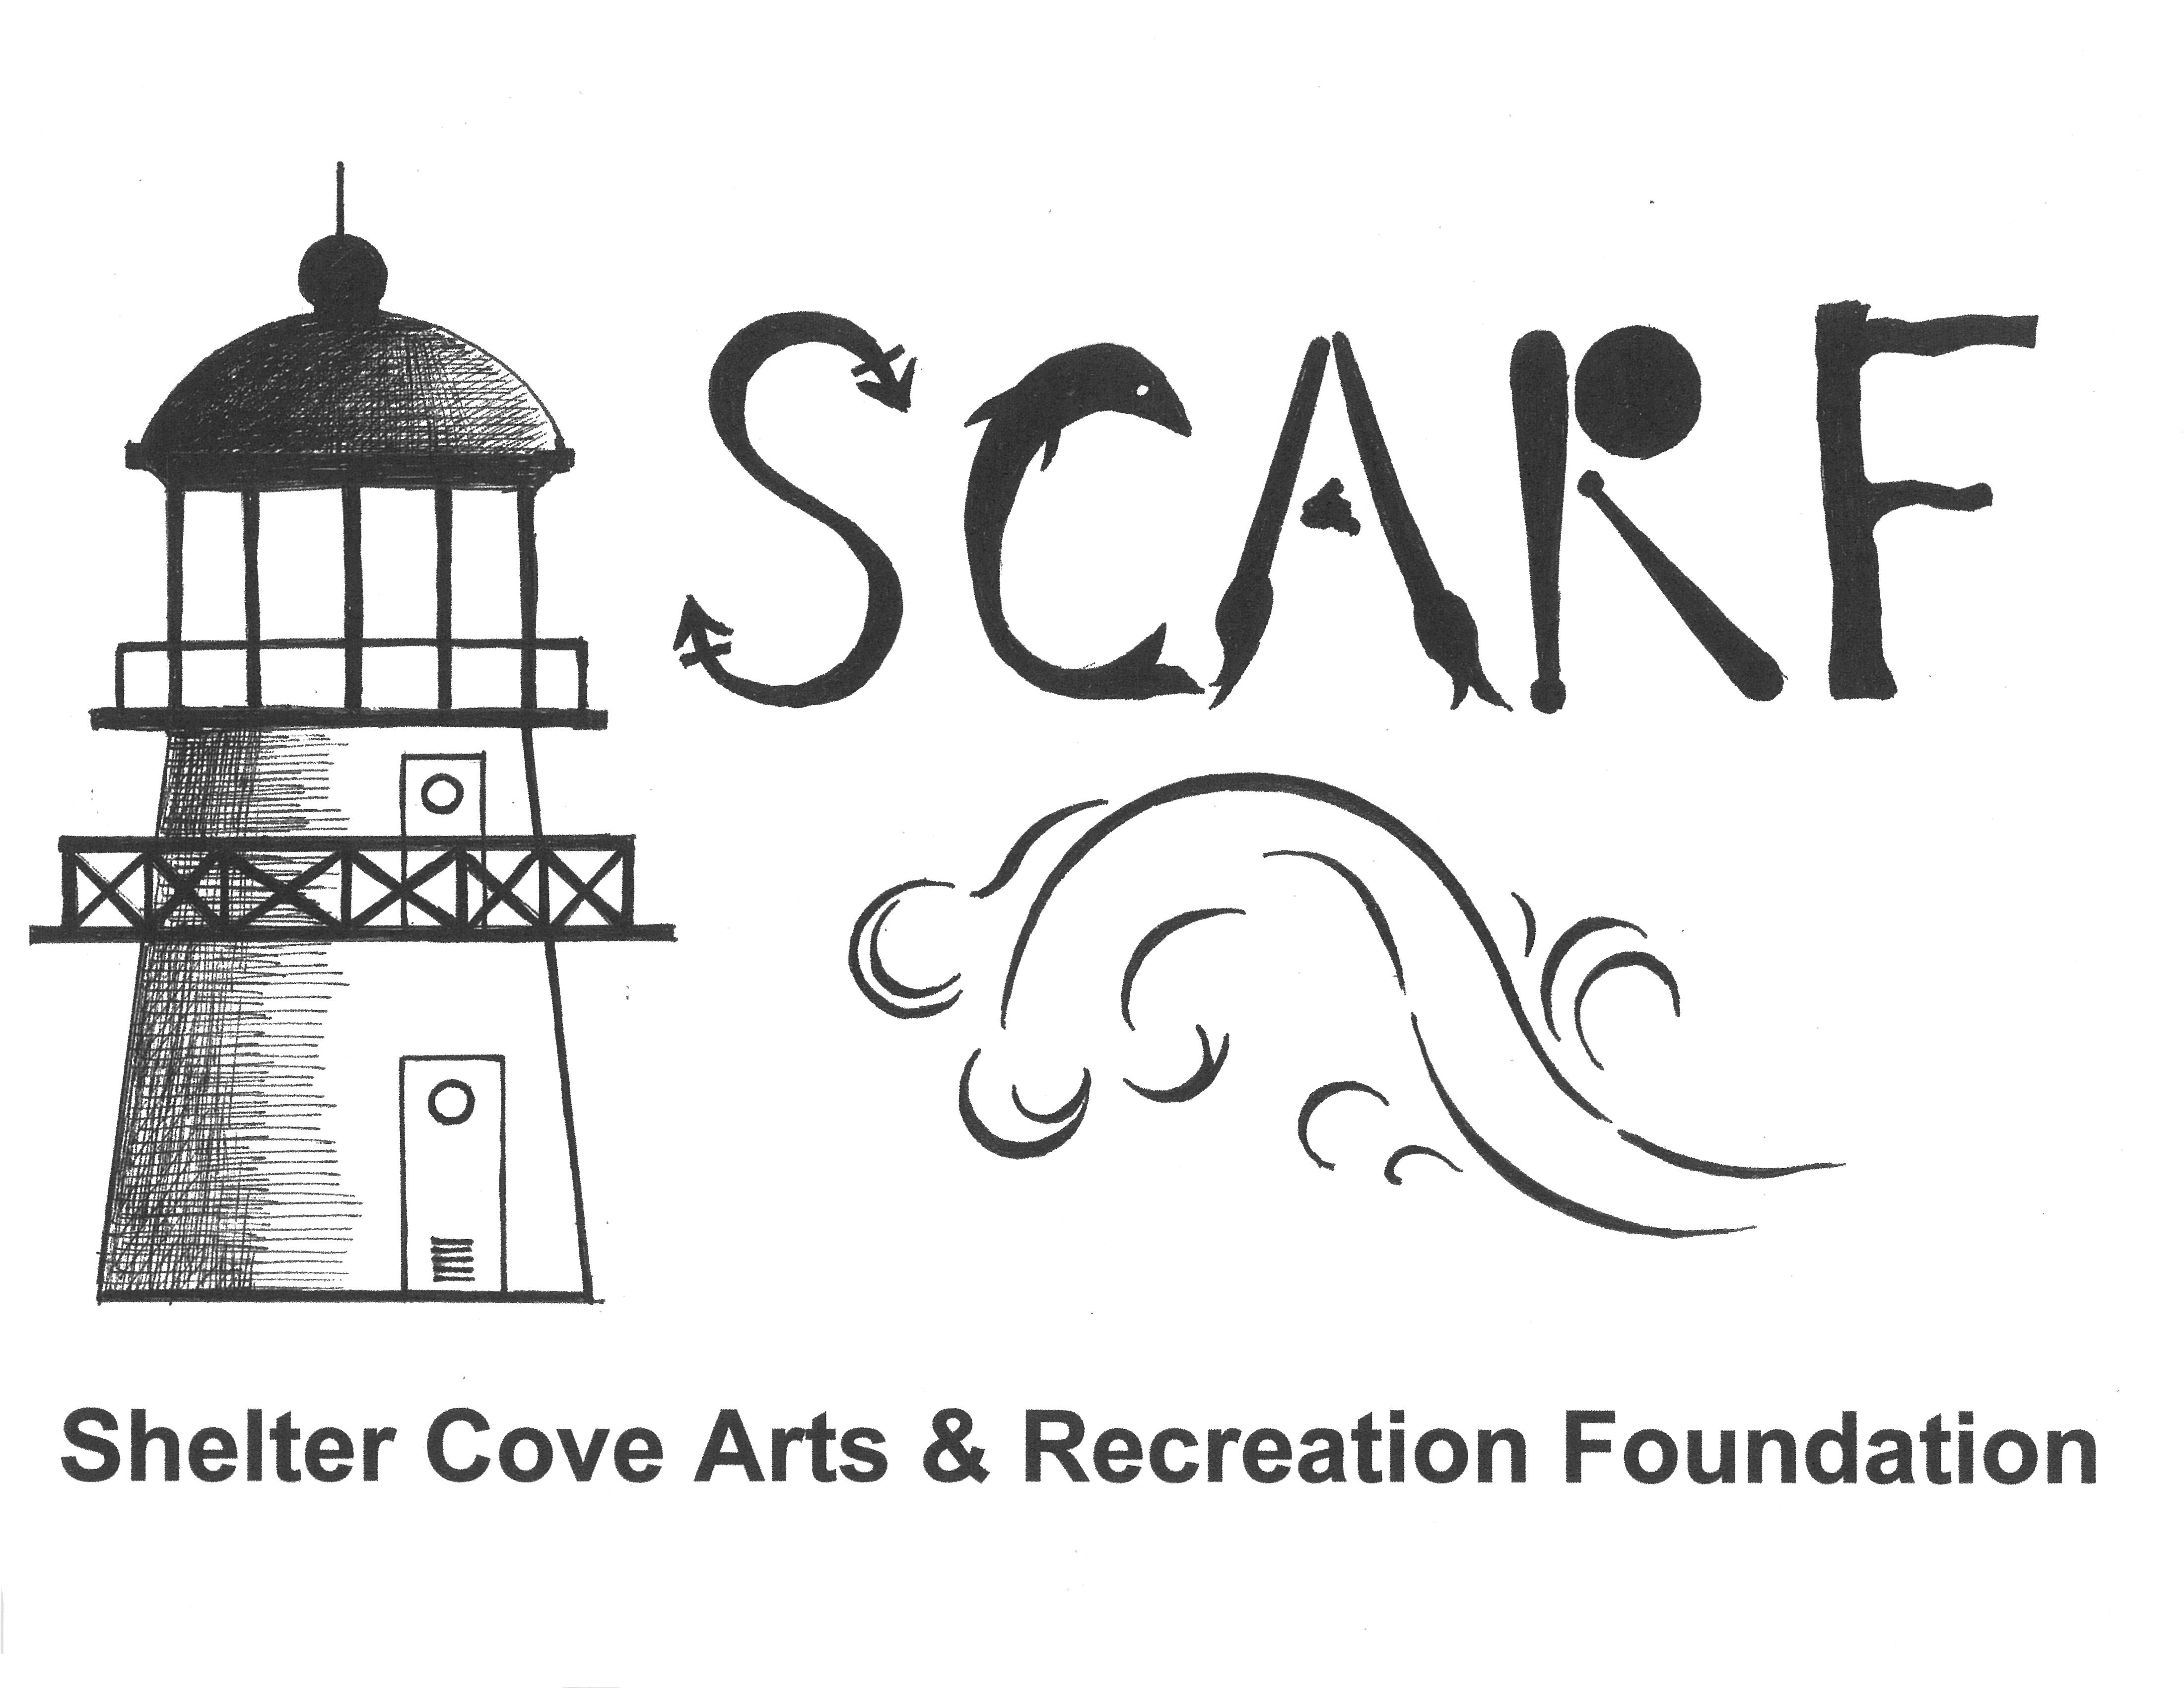 SCARF
Shelter Cove Arts & Recreation Foundation